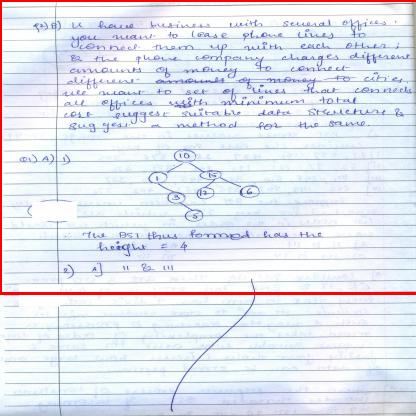 Q3) B) U have business with several offices.
you want to lease phone lines to
connect them up with each other;
& the phone company charges different
amounts of money to connect
different amounts of money to cities
we want to set of lines that connects
all offices with minimum total
cost suggest suitable data structure &
suggest a method for the same.
Q1) A) 1)
10
1 15
3 12 6
5
∴ The BST thus formed has the
height = 4
2) A] II & III